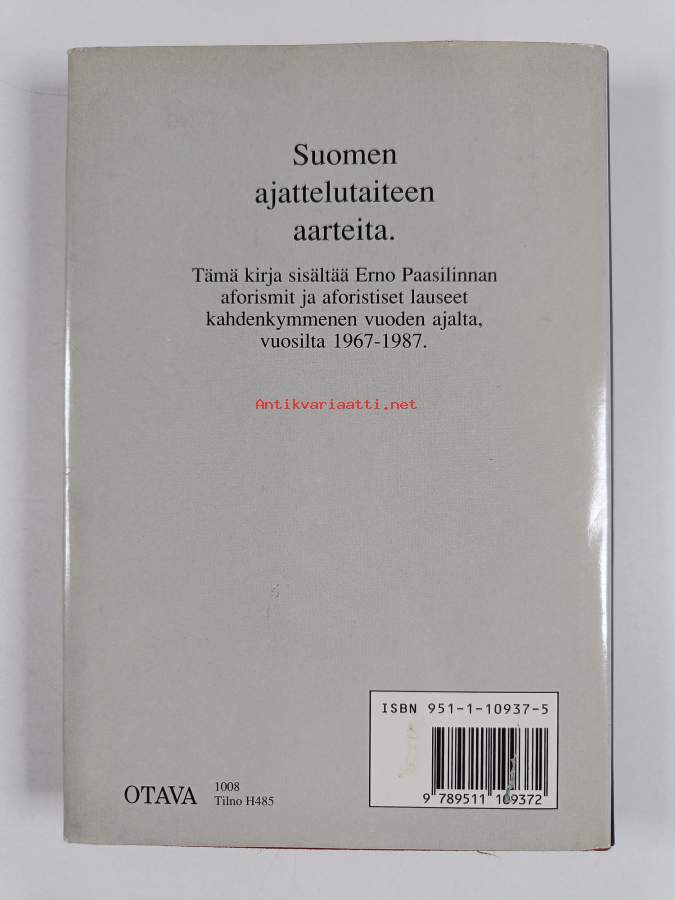 Suomen
ajattelutaiteen
aarteita.
Tämä kirja sisältää Erno Paasilinnan
aforismit ja aforistiset lauseet
kahdenkymmenen vuoden ajalta,
vuosilta 1967-1987.
Antikvariaatti.net
ISBN 951-1-10937-5
9 789511 109372
OTAVA
1008
Tilno H485